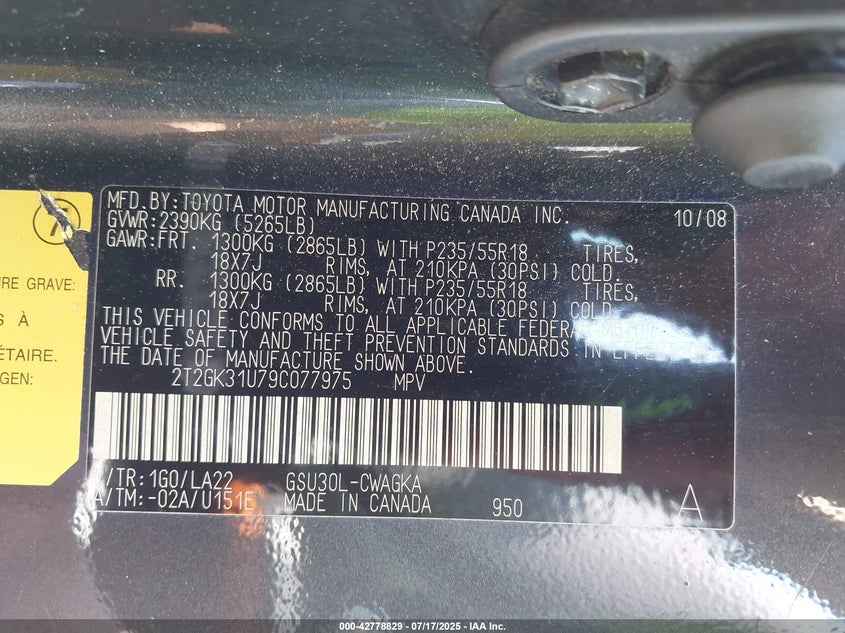 7
URE GRAVE:
S À
ÉTAIRE.
GEN:
MFD.BY:TOYOTA MOTOR MANUFACTURING CANADA INC. 10/08
GVWR:2390KG (5265LB)
GAWR:FRT. 1300KG (2865LB) WITH P235/55R18 TIRES,
18X7J RIMS, AT 210KPA (30PSI) COLD.
RR. 1300KG (2865LB) WITH P235/55R18 TIRES,
18X7J RIMS, AT 210KPA (30PSI) COLD.
THIS VEHICLE CONFORMS TO ALL APPLICABLE FEDERAL MOTOR
VEHICLE SAFETY AND THEFT PREVENTION STANDARDS IN
THE DATE OF MANUFACTURE SHOWN ABOVE.
2T2GK31U79C077975 MPV
/TR:1G0/LA22 GSU30L-CWAGKA
A/TM:-02A/U151E MADE IN CANADA 950 A
000-42778829 - 07/17/2025 - IAA Inc.